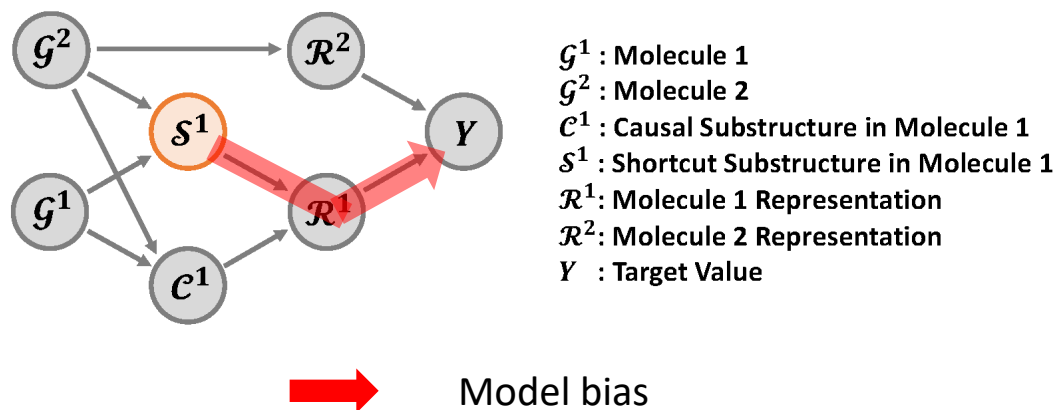 𝒢²
ℛ²
𝒮¹
Y
𝒢¹
ℛ¹
𝒞¹
𝒢¹ : Molecule 1
𝒢² : Molecule 2
𝒞¹ : Causal Substructure in Molecule 1
𝒮¹ : Shortcut Substructure in Molecule 1
ℛ¹ : Molecule 1 Representation
ℛ² : Molecule 2 Representation
Y : Target Value
Model bias